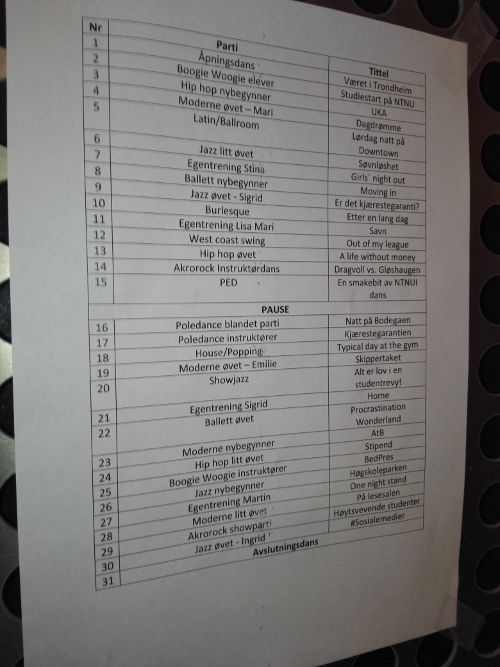 Nr Parti Tittel
1 Åpningsdans Været i Trondheim
2 Boogie Woogie elever Studiestart på NTNU
3 Hip hop nybegynner UKA
4 Moderne øvet – Mari Dagdrømme
5 Latin/Ballroom Lørdag natt på
Downtown
6 Jazz litt øvet Søvnløshet
7 Egentrening Stina Girls' night out
8 Ballett nybegynner Moving in
9 Jazz øvet - Sigrid Er det kjærestegaranti?
10 Burlesque Etter en lang dag
11 Egentrening Lisa Mari Savn
12 West coast swing Out of my league
13 Hip hop øvet A life without money
14 Akrorock Instruktørdans Dragvoll vs. Gløshaugen
15 PED En smakebit av NTNUI
dans
PAUSE
16 Poledance blandet parti Natt på Bodegaen
17 Poledance instruktører Kjærestegarantien
18 House/Popping Typical day at the gym
19 Moderne øvet – Emilie Skippertaket
20 Showjazz Alt er lov i en
studentrevy!
21 Egentrening Sigrid Home
22 Ballett øvet Procrastination
Wonderland
23 Moderne nybegynner AtB
24 Hip hop litt øvet Stipend
25 Boogie Woogie instruktører BedPres
26 Jazz nybegynner Høgskoleparken
27 Egentrening Martin One night stand
28 Moderne litt øvet På lesesalen
29 Akrorock showparti Høytsvevende studenter
30 Jazz øvet - Ingrid #Sosialemedier
31 Avslutningsdans